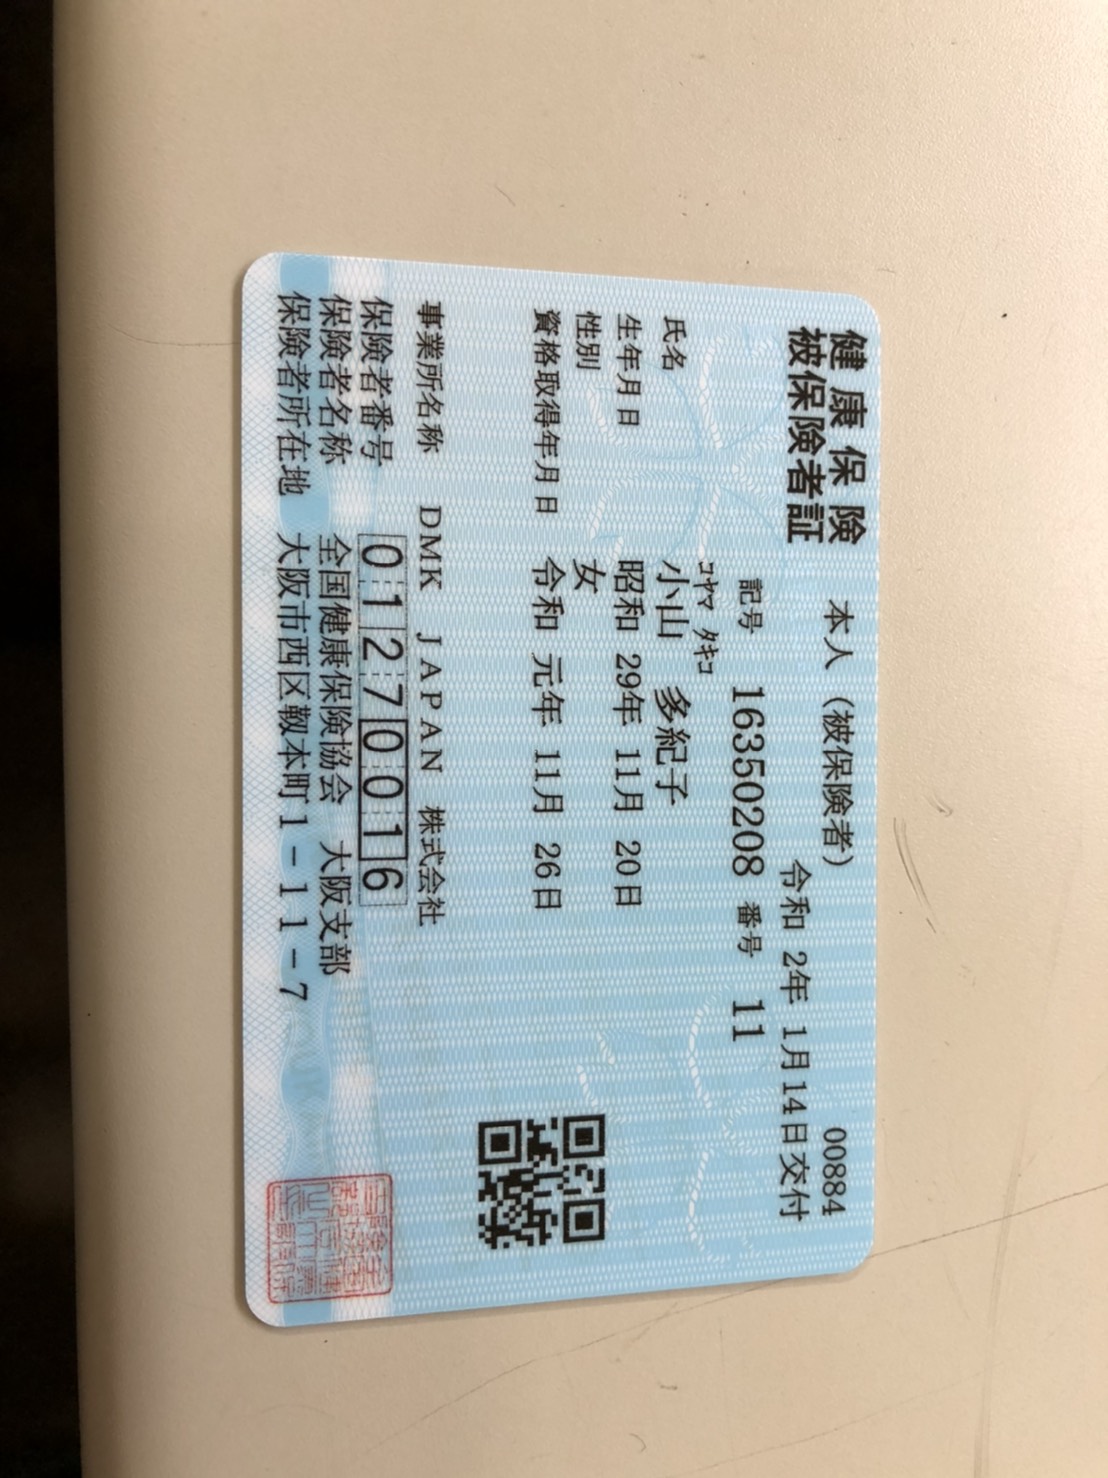 健康保険 本人（被保険者） 00884
被保険者証 令和 2年 1月14日交付
記号 16350208 番号 11
ｺﾔﾏ ﾀｷｺ
氏名 小山 多紀子
生年月日 昭和 29年 11月 20日
性別 女
資格取得年月日 令和 元年 11月 26日
事業所名称 DMK JAPAN 株式会社
保険者番号 01270016
保険者名称 全国健康保険協会 大阪支部
保険者所在地 大阪市西区靱本町1-11-7